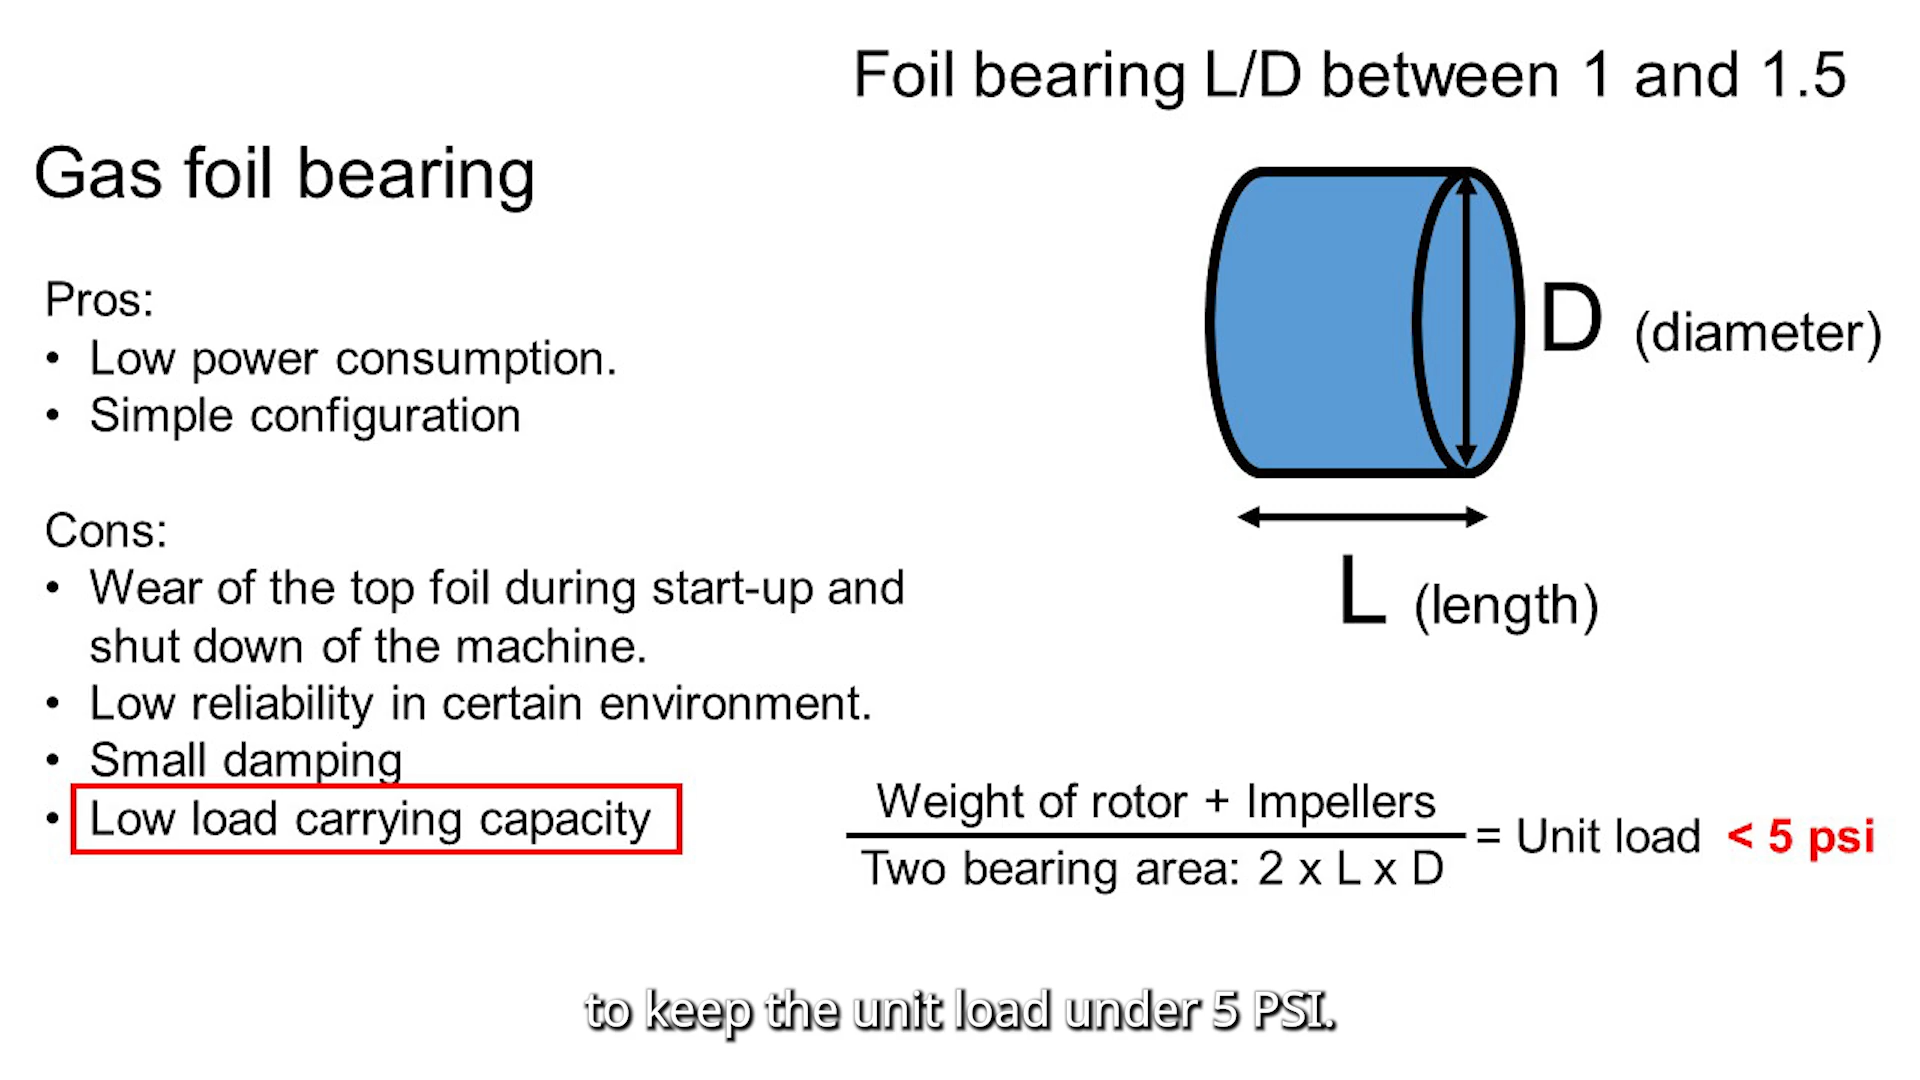 Foil bearing L/D between 1 and 1.5
Gas foil bearing
Pros:
• Low power consumption.
• Simple configuration
Cons:
• Wear of the top foil during start-up and
shut down of the machine.
• Low reliability in certain environment.
• Small damping
• Low load carrying capacity
D (diameter)
L (length)
Weight of rotor + Impellers
Two bearing area: 2 x L x D
= Unit load < 5 psi
to keep the unit load under 5 PSI.